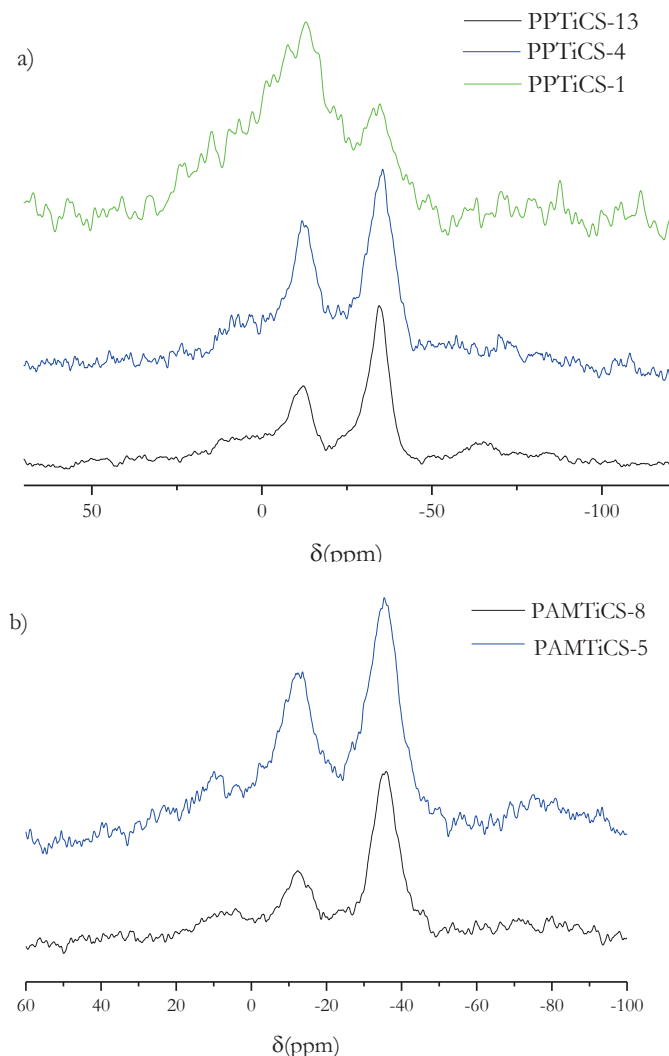 a)
PPTiCS-13
PPTiCS-4
PPTiCS-1
50 0 -50 -100
δ(ppm)
b)
PAMTiCS-8
PAMTiCS-5
60 40 20 0 -20 -40 -60 -80 -100
δ(ppm)